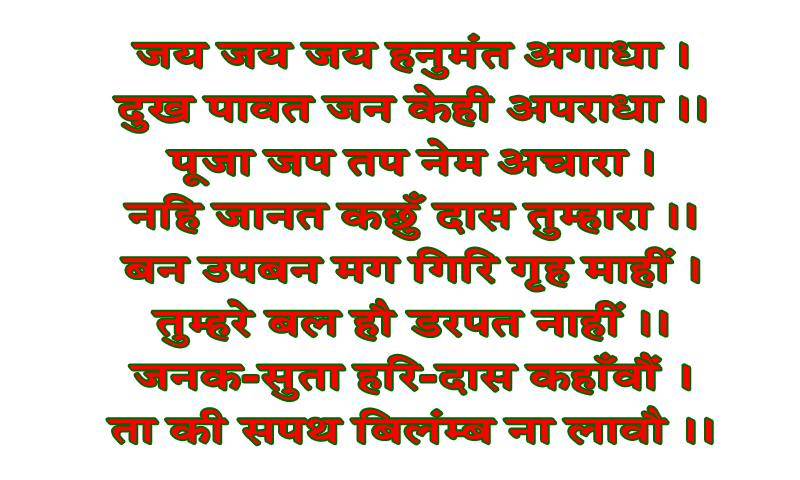 जय जय जय हनुमंत अगाधा ।
दुख पावत जन केही अपराधा ।।
पूजा जप तप नेम अचारा ।
नहि जानत कछुँ दास तुम्हारा ।।
बन उपबन मग गिरि गृह माहीं ।
तुम्हरे बल हौ डरपत नाहीं ।।
जनक-सुता हरि-दास कहाँवौं ।
ता की सपथ बिलंम्ब ना लावौ ।।